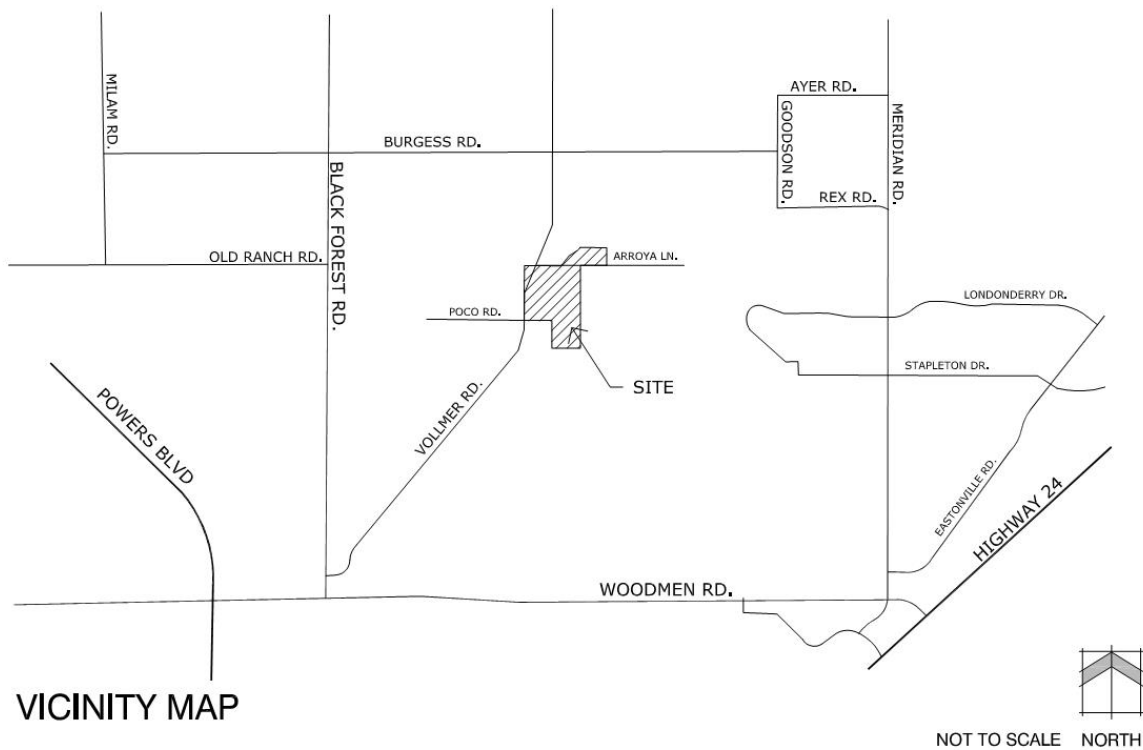 MILAM RD.
BURGESS RD.
AYER RD.
GOODSON RD.
MERIDIAN RD.
REX RD.
BLACK FOREST RD.
OLD RANCH RD.
ARROYA LN.
POCO RD.
LONDONDERRY DR.
STAPLETON DR.
SITE
VOLLMER RD.
POWERS BLVD
EASTONVILLE RD.
HIGHWAY 24
WOODMEN RD.
VICINITY MAP
NOT TO SCALE NORTH